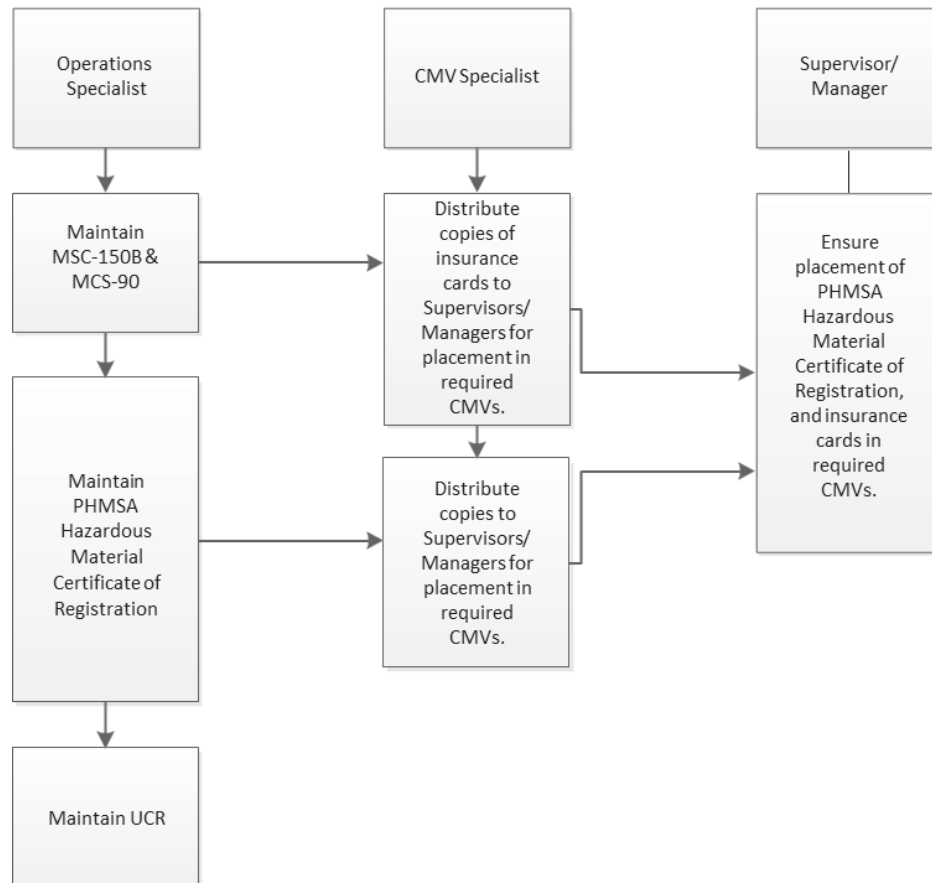 Operations
Specialist
CMV Specialist
Supervisor/
Manager
Maintain
MSC-150B &
MCS-90
Distribute
copies of
insurance
cards to
Supervisors/
Managers for
placement in
required
CMVs.
Ensure
placement of
PHMSA
Hazardous
Material
Certificate of
Registration,
and insurance
cards in
required
CMVs.
Maintain
PHMSA
Hazardous
Material
Certificate of
Registration
Distribute
copies to
Supervisors/
Managers for
placement in
required
CMVs.
Maintain UCR